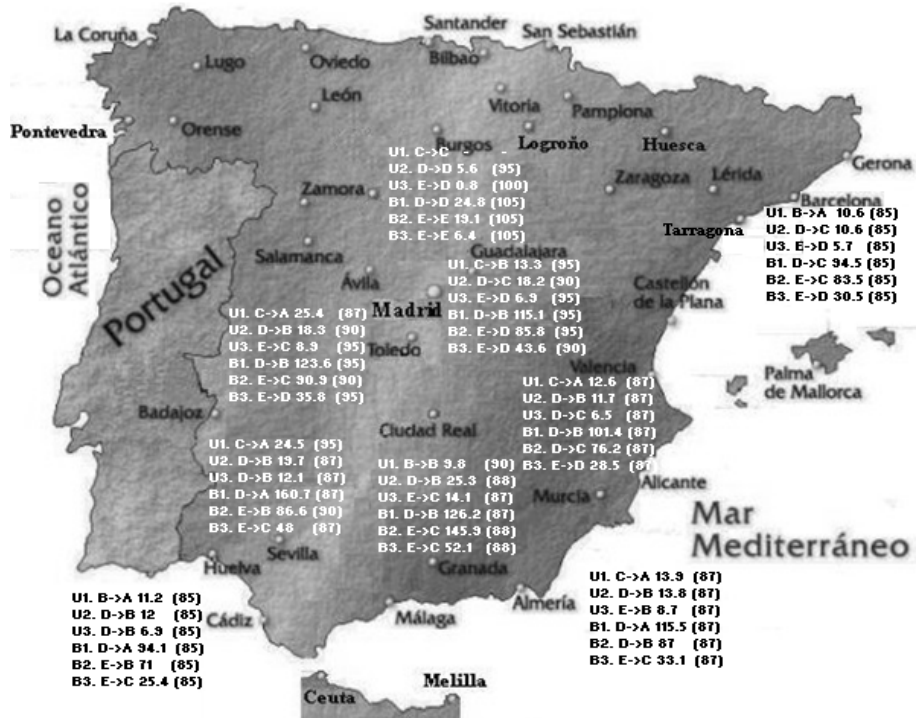 La Coruña
Lugo
Oviedo
Santander
Bilbao
San Sebastián
León
Vitoria
Pamplona
Pontevedra
Orense
Burgos
Logroño
Huesca
Gerona
Zamora
Zaragoza
Lérida
Barcelona
Tarragona
U1. C->C - -
U2. D->D 5.6 (95)
U3. E->D 0.8 (100)
B1. D->D 24.8 (105)
B2. E->E 19.1 (105)
B3. E->E 6.4 (105)
U1. B->A 10.6 (85)
U2. D->C 10.6 (85)
U3. E->D 5.7 (85)
B1. D->C 94.5 (85)
B2. E->C 83.5 (85)
B3. E->D 30.5 (85)
Oceano
Atlántico
Portugal
Salamanca
Ávila
Guadalajara
Madrid
Toledo
Castellón
de la Plana
U1. C->B 13.3 (95)
U2. D->C 18.2 (90)
U3. E->D 6.9 (95)
B1. D->B 115.1 (95)
B2. E->D 85.8 (95)
B3. E->D 43.6 (90)
U1. C->A 25.4 (87)
U2. D->B 18.3 (90)
U3. E->C 8.9 (95)
B1. D->B 123.6 (95)
B2. E->C 90.9 (90)
B3. E->D 35.8 (95)
Valencia
Palma
de Mallorca
Badajoz
Ciudad Real
U1. C->A 12.6 (87)
U2. D->B 11.7 (87)
U3. D->C 6.5 (87)
B1. D->B 101.4 (87)
B2. D->C 76.2 (87)
B3. E->D 28.5 (87
U1. C->A 24.5 (95)
U2. D->B 19.7 (87)
U3. D->B 12.1 (87)
B1. D->A 160.7 (87)
B2. E->B 86.6 (90)
B3. E->C 48 (87)
U1. B->B 9.8 (90)
U2. D->B 25.3 (88)
U3. E->C 14.1 (87)
B1. D->B 126.2 (87)
B2. E->C 145.9 (88)
B3. E->C 52.1 (88)
Murcia
Alicante
Mar
Mediterráneo
Sevilla
Huelva
Granada
Cádiz
Málaga
Almería
U1. B->A 11.2 (85)
U2. D->B 12 (85)
U3. D->B 6.9 (85)
B1. D->A 94.1 (85)
B2. E->B 71 (85)
B3. E->C 25.4 (85)
U1. C->A 13.9 (87)
U2. D->B 13.8 (87)
U3. E->B 8.7 (87)
B1. D->A 115.5 (87)
B2. D->B 87 (87)
B3. E->C 33.1 (87)
Ceuta
Melilla